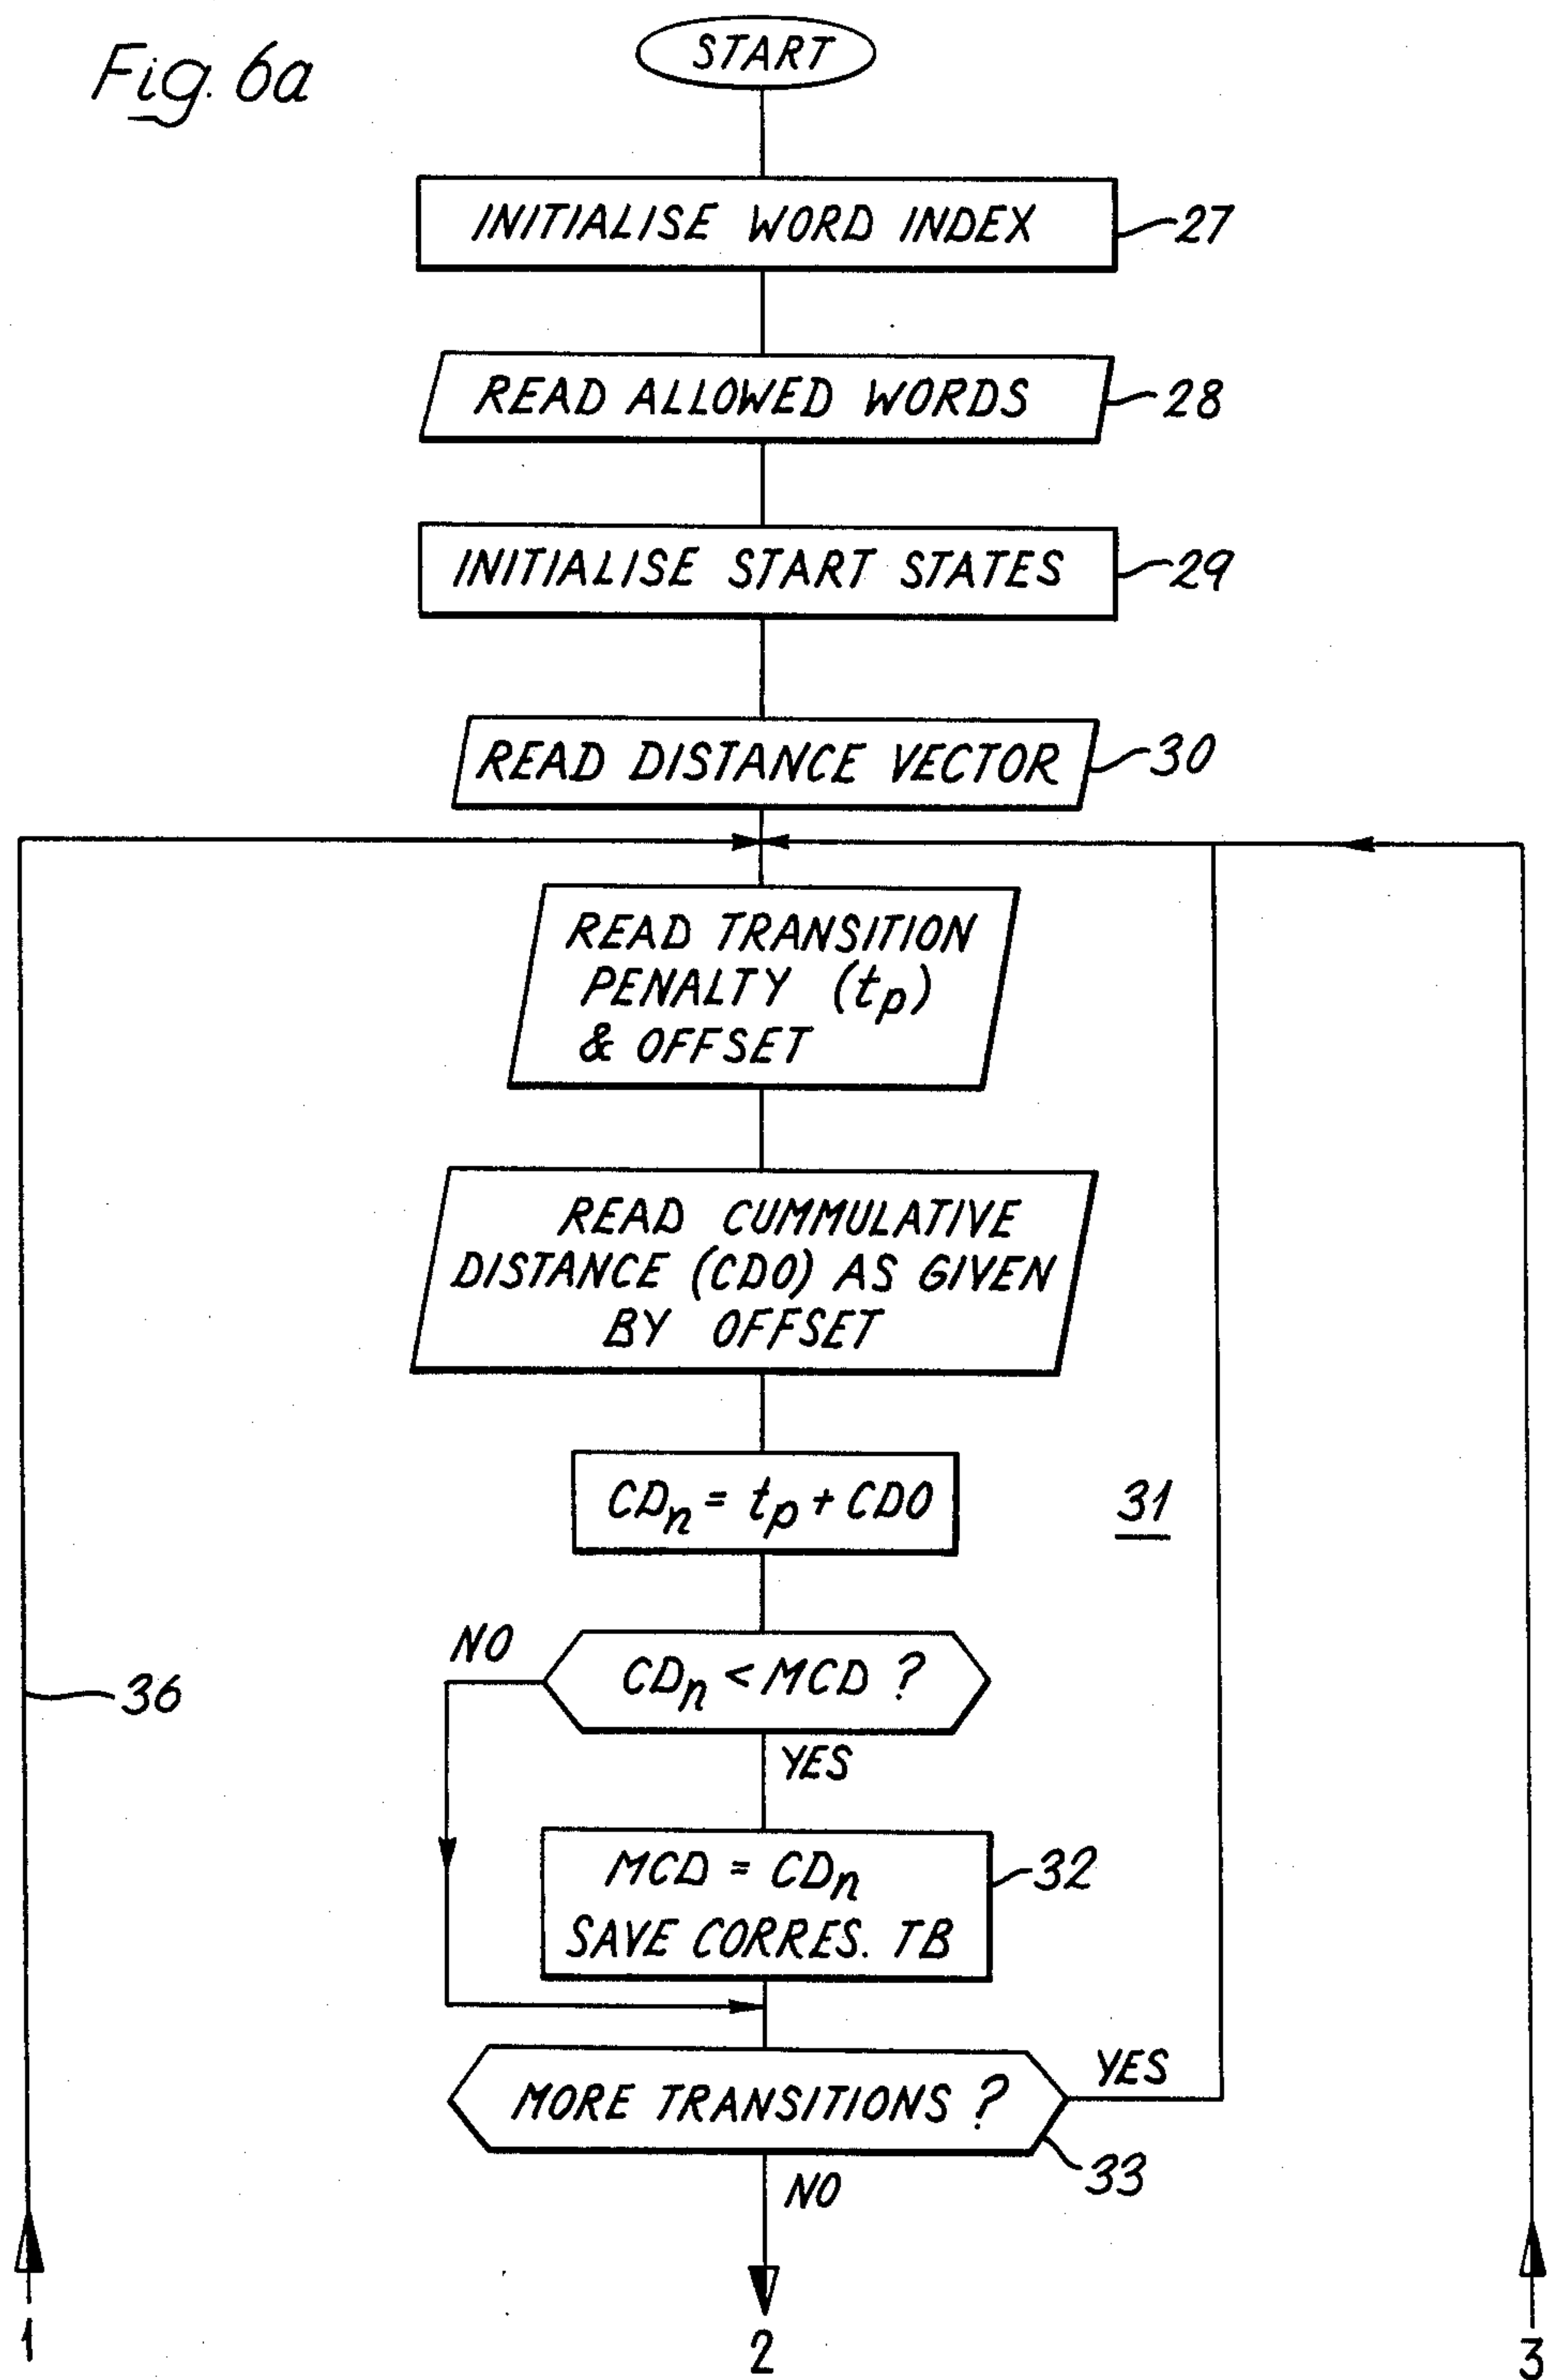 Fig. 6a
START
INITIALISE WORD INDEX
27
READ ALLOWED WORDS
28
INITIALISE START STATES
29
READ DISTANCE VECTOR
30
READ TRANSITION
PENALTY (tp)
& OFFSET
READ CUMMULATIVE
DISTANCE (CDO) AS GIVEN
BY OFFSET
CDn = tp + CDO
31
NO
CDn < MCD ?
36
YES
MCD = CDn
32
SAVE CORRES. TB
YES
MORE TRANSITIONS ?
33
NO
1
2
3